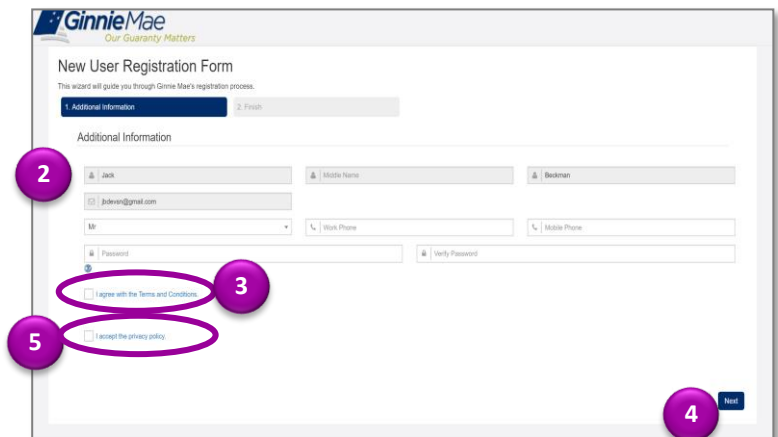 GinnieMae
Our Guaranty Matters
New User Registration Form
This wizard will guide you through Ginnie Mae's registration process.
1. Additional Information 2. Finish
Additional Information
2
Jack Middle Name Beckman
jbdevsn@gmail.com
Mr Work Phone Mobile Phone
Password Verify Password
I agree with the Terms and Conditions. 3
I accept the privacy policy.
5
4 Next